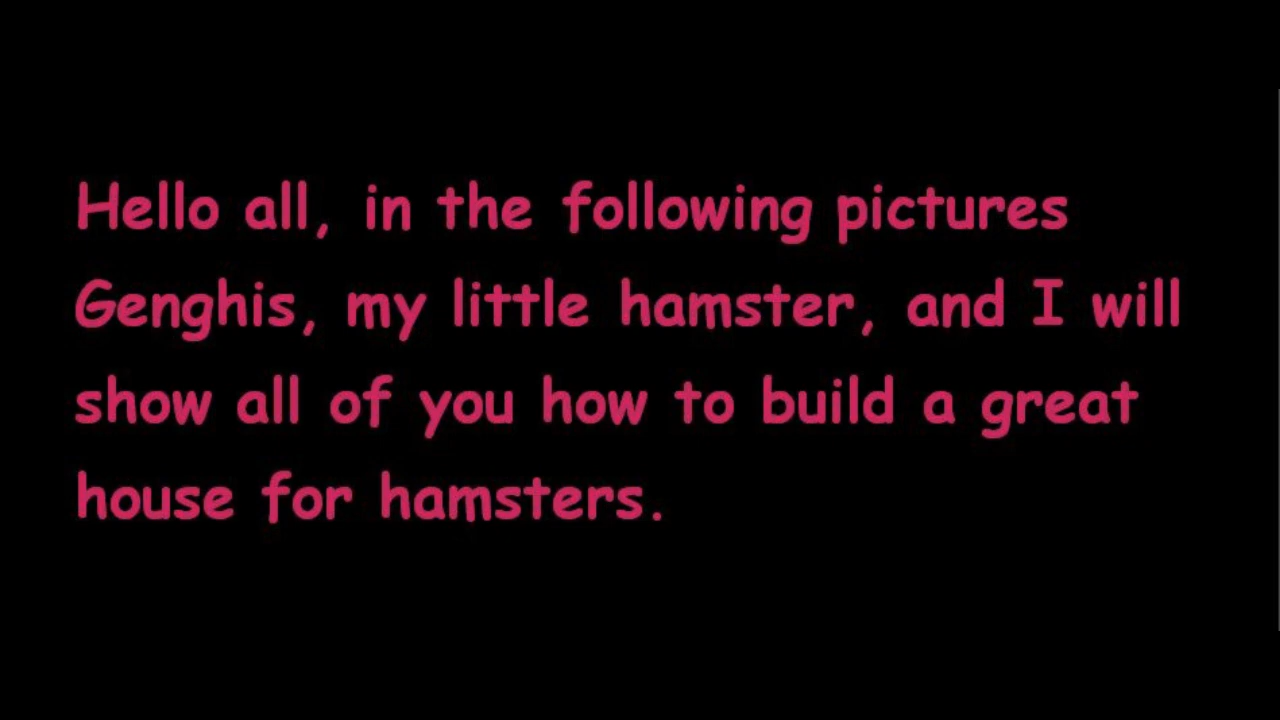 Hello all, in the following pictures
Genghis, my little hamster, and I will
show all of you how to build a great
house for hamsters.